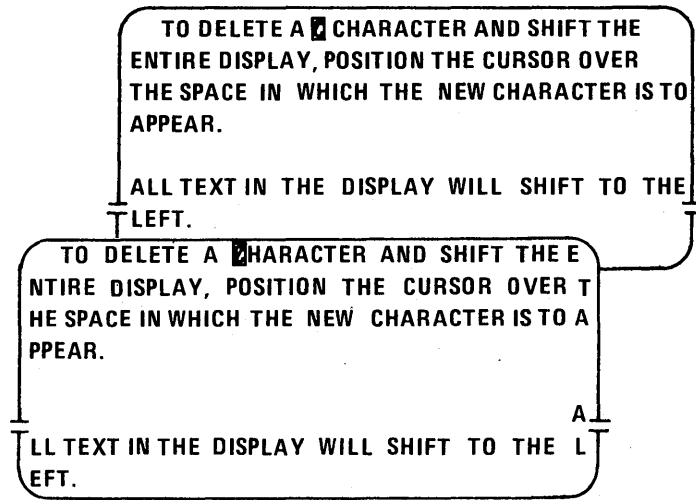 TO DELETE A CHARACTER AND SHIFT THE
ENTIRE DISPLAY, POSITION THE CURSOR OVER
THE SPACE IN WHICH THE NEW CHARACTER IS TO
APPEAR.
ALL TEXT IN THE DISPLAY WILL SHIFT TO THE
LEFT.
TO DELETE A HARACTER AND SHIFT THE E
NTIRE DISPLAY, POSITION THE CURSOR OVER T
HE SPACE IN WHICH THE NEW CHARACTER IS TO A
PPEAR.
A
LL TEXT IN THE DISPLAY WILL SHIFT TO THE L
EFT.